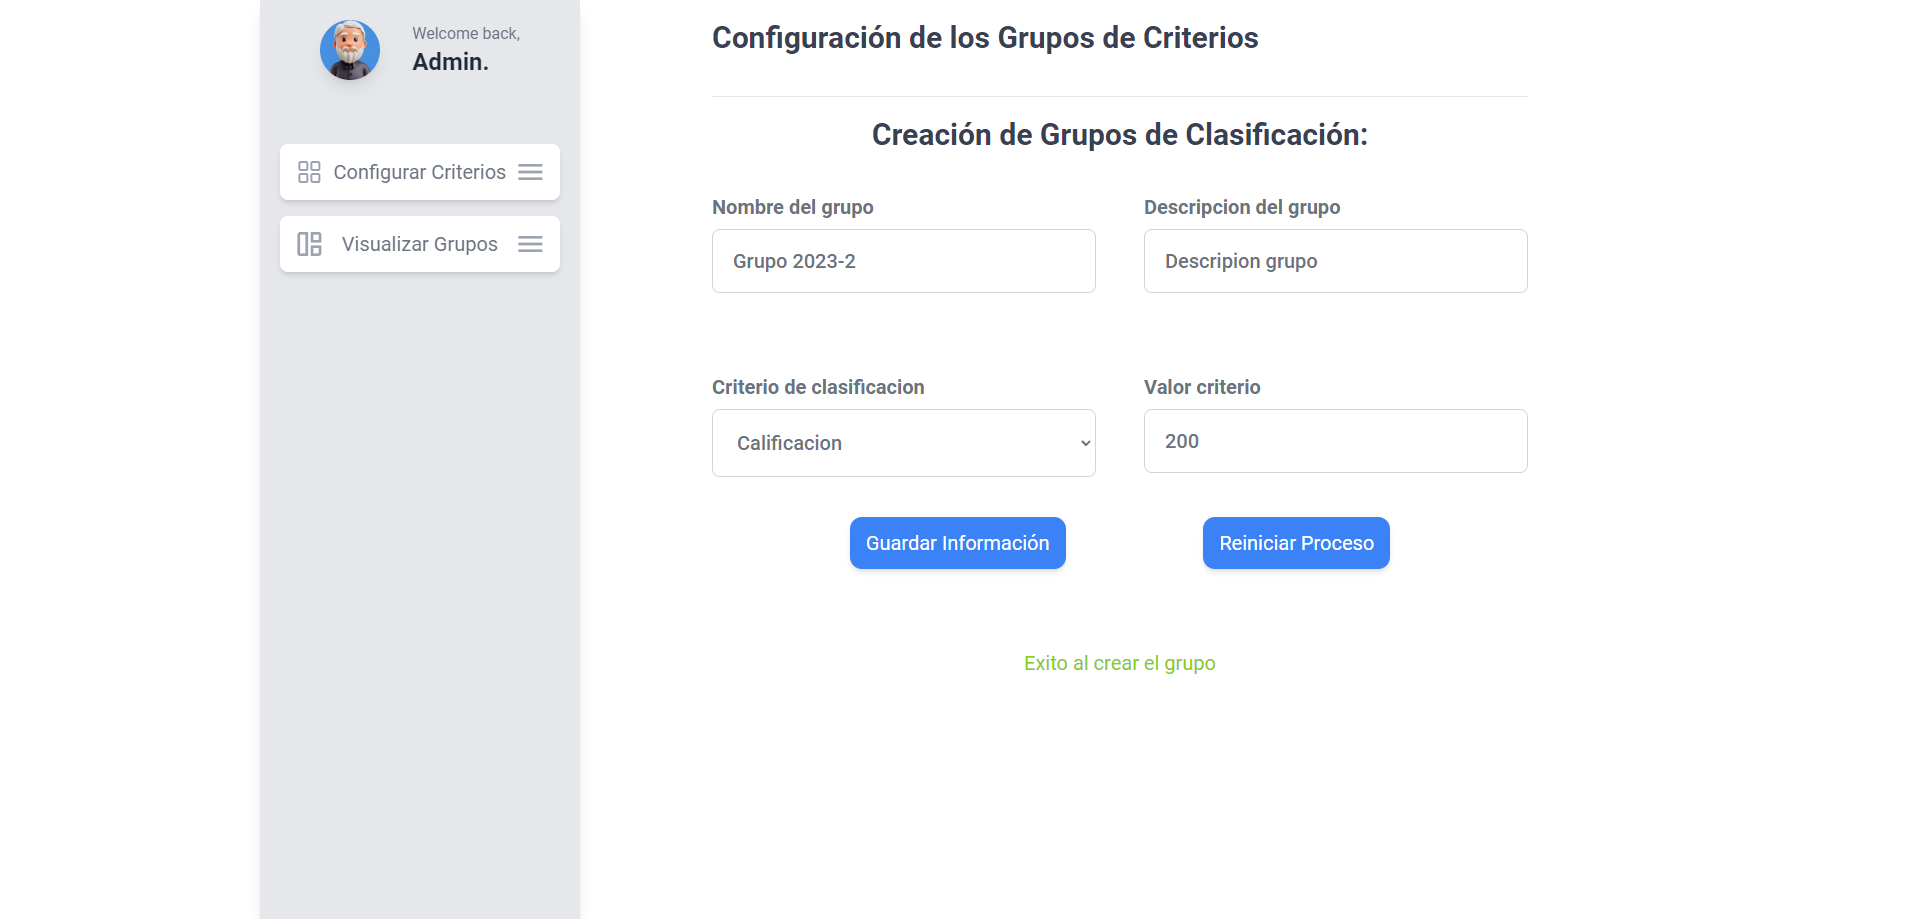 Welcome back,
Admin.
Configurar Criterios
Visualizar Grupos
Configuración de los Grupos de Criterios
Creación de Grupos de Clasificación:
Nombre del grupo
Descripcion del grupo
Grupo 2023-2
Descripion grupo
Criterio de clasificacion
Valor criterio
Calificacion
200
Guardar Información
Reiniciar Proceso
Exito al crear el grupo